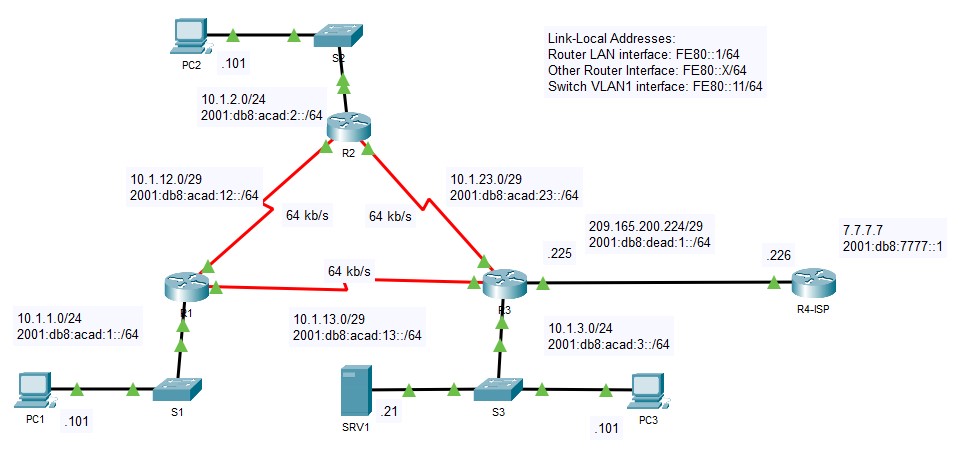 Link-Local Addresses:
Router LAN interface: FE80::1/64
Other Router Interface: FE80::X/64
Switch VLAN1 interface: FE80::11/64
PC2
.101
S2
10.1.2.0/24
2001:db8:acad:2::/64
R2
10.1.12.0/29
2001:db8:acad:12::/64
10.1.23.0/29
2001:db8:acad:23::/64
64 kb/s
64 kb/s
209.165.200.224/29
2001:db8:dead:1::/64
7.7.7.7
2001:db8:7777::1
.225
.226
64 kb/s
R1
R3
R4-ISP
10.1.1.0/24
2001:db8:acad:1::/64
10.1.13.0/29
2001:db8:acad:13::/64
10.1.3.0/24
2001:db8:acad:3::/64
PC1
.101
S1
SRV1
.21
S3
.101
PC3